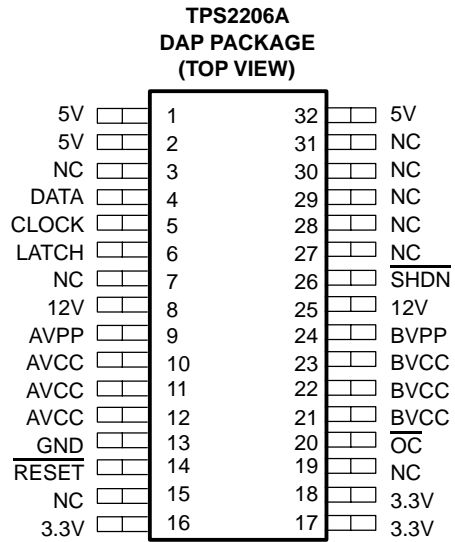 TPS2206A
DAP PACKAGE
(TOP VIEW)
5V 1 32 5V
5V 2 31 NC
NC 3 30 NC
DATA 4 29 NC
CLOCK 5 28 NC
LATCH 6 27 NC
NC 7 26 SHDN
12V 8 25 12V
AVPP 9 24 BVPP
AVCC 10 23 BVCC
AVCC 11 22 BVCC
AVCC 12 21 BVCC
GND 13 20 OC
RESET 14 19 NC
NC 15 18 3.3V
3.3V 16 17 3.3V